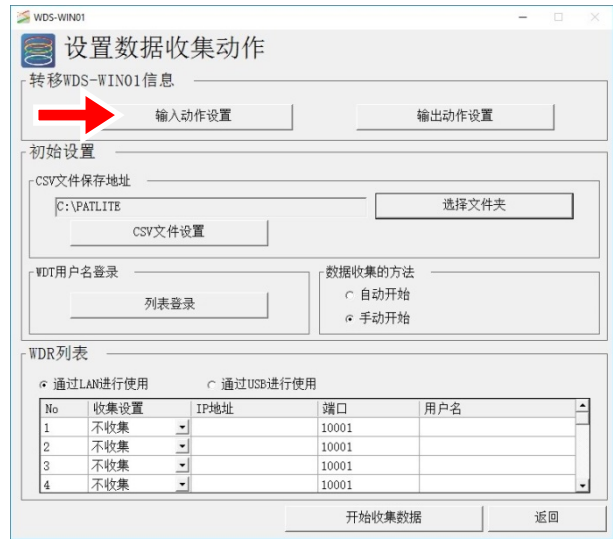 WDS-WIN01
设置数据收集动作
转移WDS-WIN01信息
输入动作设置 输出动作设置
初始设置
CSV文件保存地址
C:\PATLITE 选择文件夹
CSV文件设置
WDT用户名登录 数据收集的方法
列表登录 自动开始
手动开始
WDR列表
通过LAN进行使用 通过USB进行使用
No 收集设置 IP地址 端口 用户名
1 不收集 10001
2 不收集 10001
3 不收集 10001
4 不收集 10001
开始收集数据 返回